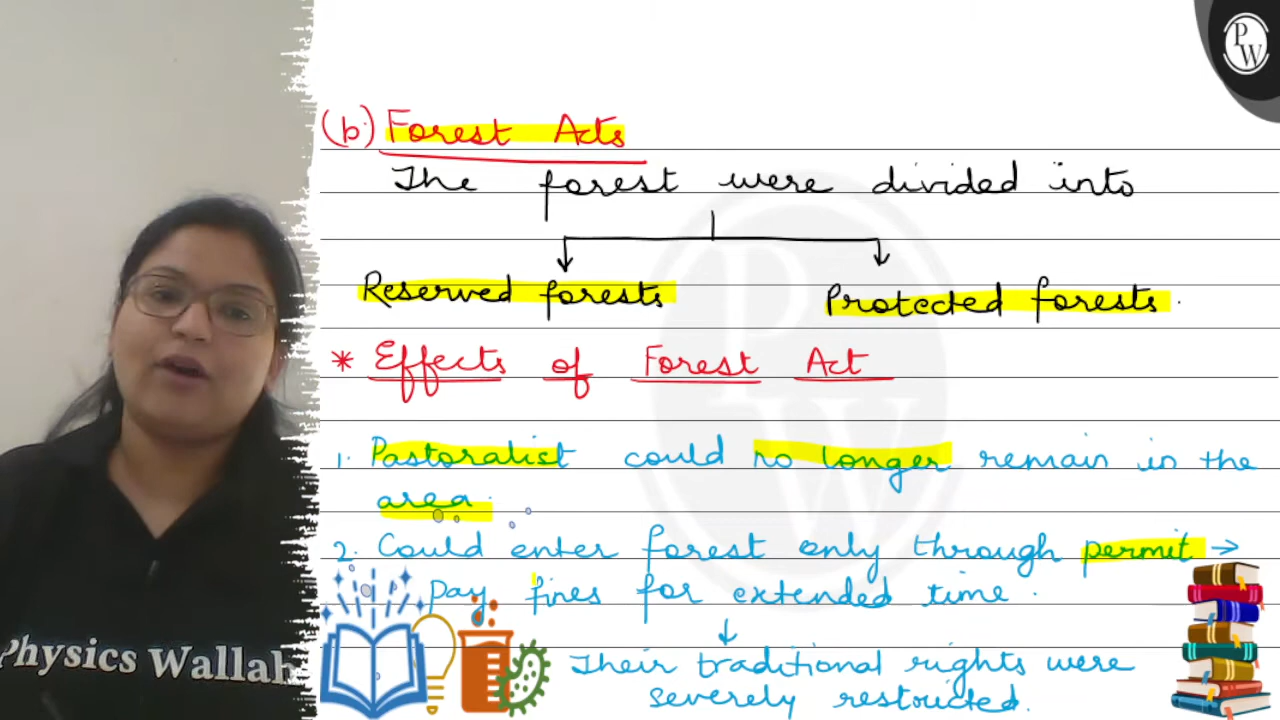 PW
(b.) Forest Acts
The forest were divided into
Reserved forests
Protected forests.
* Effects of Forest Act
1. Pastoralist could no longer remain in the
area.
2. Could enter forest only through permit →
pay fines for extended time.
Their traditional rights were
severely restricted.
Physics Wallah
PW